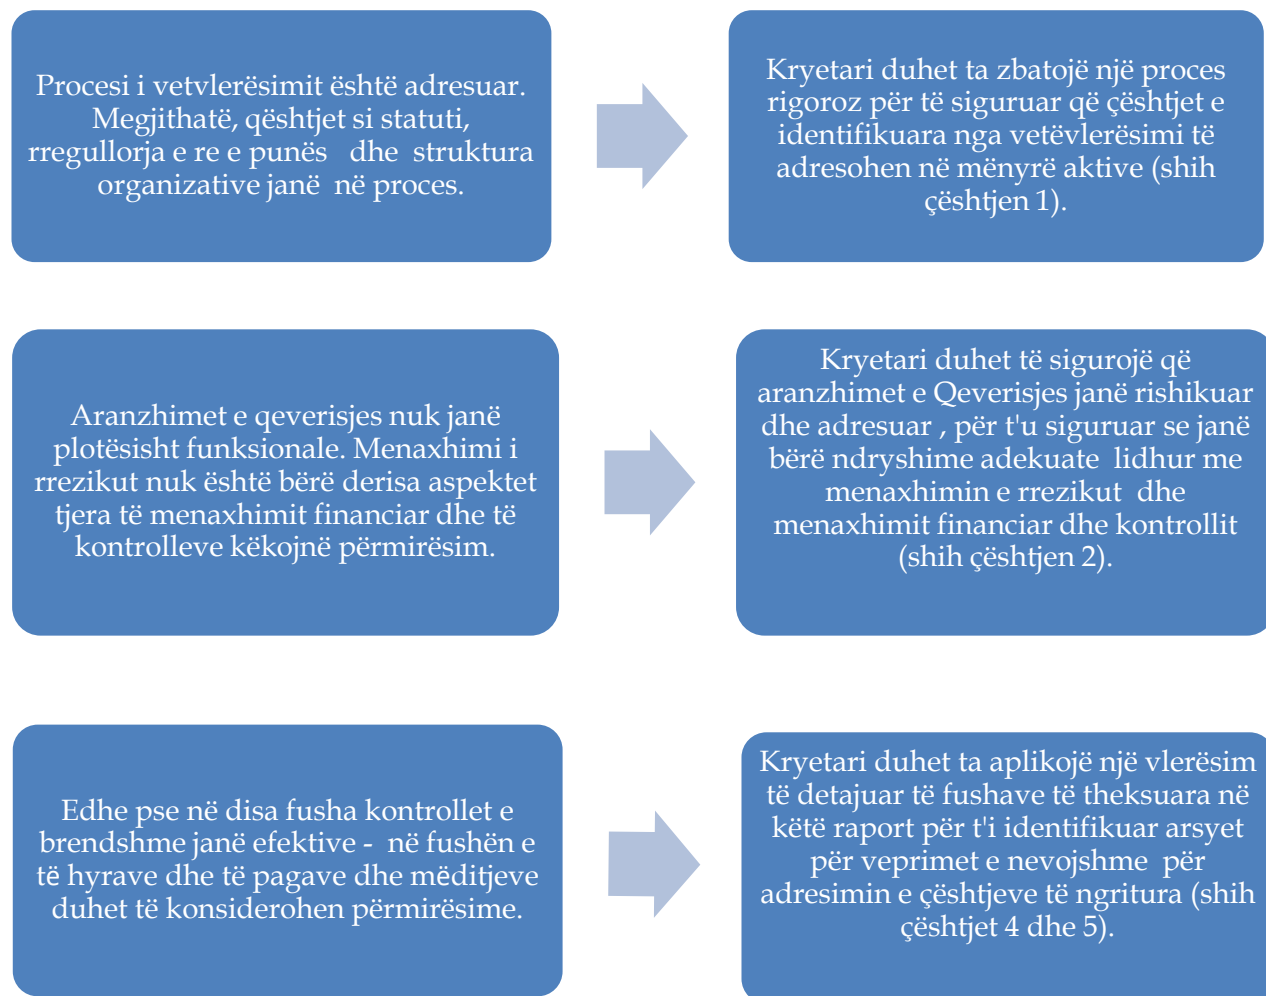 Procesi i vetvlerësimit është adresuar.
Megjithatë, qështjet si statuti,
rregullorja e re e punës dhe struktura
organizative janë në proces.
Kryetari duhet ta zbatojë një proces
rigoroz për të siguruar që çështjet e
identifikuara nga vetëvlerësimi të
adresohen në mënyrë aktive (shih
çështjen 1).
Aranzhimet e qeverisjes nuk janë
plotësisht funksionale. Menaxhimi i
rrezikut nuk është bërë derisa aspektet
tjera të menaxhimit financiar dhe të
kontrolleve këkojnë përmirësim.
Kryetari duhet të sigurojë që
aranzhimet e Qeverisjes janë rishikuar
dhe adresuar , për t'u siguruar se janë
bërë ndryshime adekuate lidhur me
menaxhimin e rrezikut dhe
menaxhimit financiar dhe kontrollit
(shih çështjen 2).
Edhe pse në disa fusha kontrollet e
brendshme janë efektive - në fushën e
të hyrave dhe të pagave dhe mëditjeve
duhet të konsiderohen përmirësime.
Kryetari duhet ta aplikojë një vlerësim
të detajuar të fushave të theksuara në
këtë raport për t'i identifikuar arsyet
për veprimet e nevojshme për
adresimin e çështjeve të ngritura (shih
çështjet 4 dhe 5).